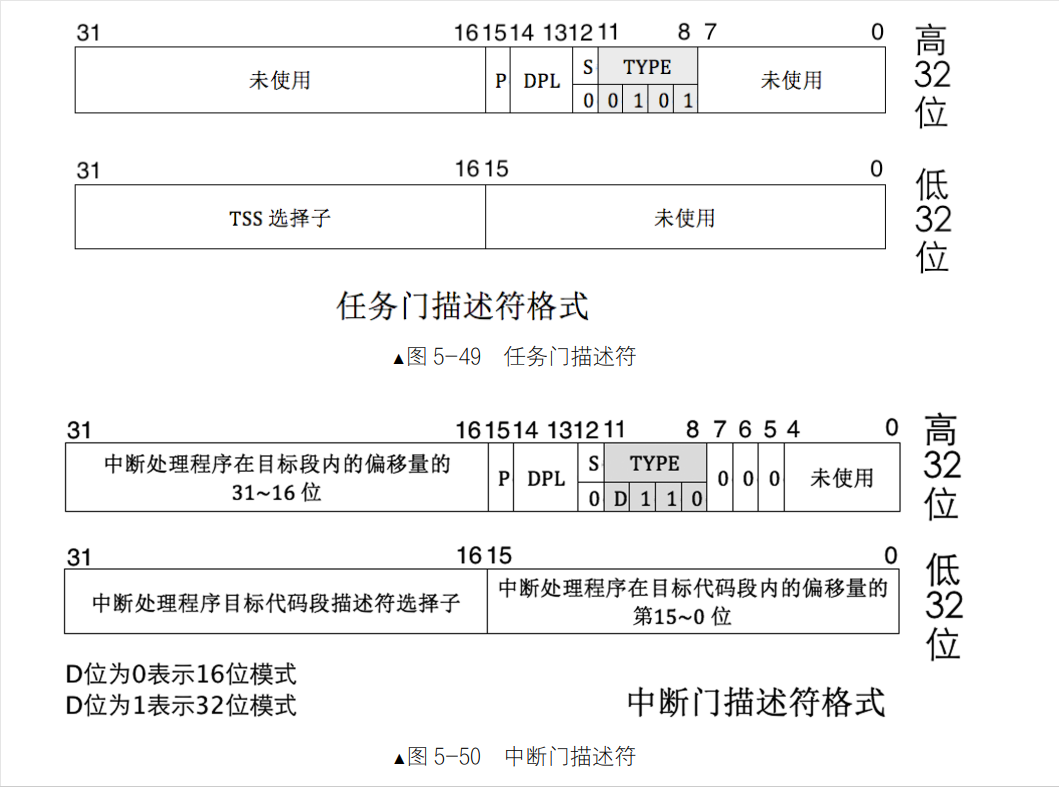 31 16 15 14 13 12 11 8 7 0
未使用 P DPL S TYPE 未使用
0 0 1 0 1
高32位
31 16 15 0
TSS 选择子 未使用
低32位
任务门描述符格式
▲图 5-49 任务门描述符
31 16 15 14 13 12 11 8 7 6 5 4 0
中断处理程序在目标段内的偏移量的
31~16 位
P DPL S TYPE 0 0 0 未使用
0 D 1 1 0
高32位
31 16 15 0
中断处理程序目标代码段描述符选择子
中断处理程序在目标代码段内的偏移量的
第15~0 位
低32位
D位为0表示16位模式
D位为1表示32位模式
中断门描述符格式
▲图 5-50 中断门描述符